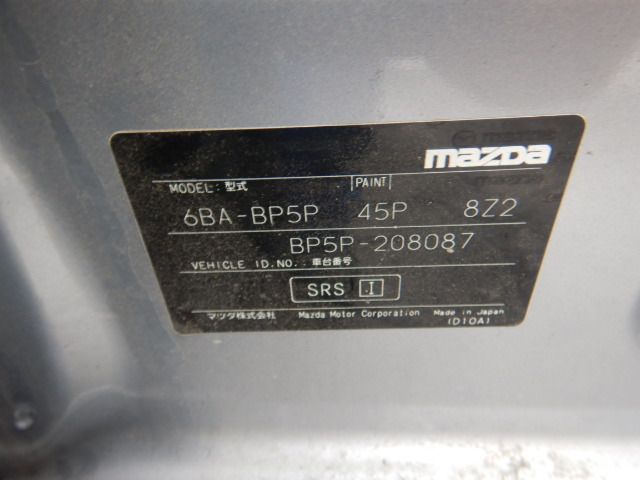 mazda
MODEL: 型式 PAINT
6BA-BP5P 45P 8Z2
BP5P-208087
VEHICLE ID.NO.: 車台番号
SRS I
マツダ株式会社 Mazda Motor Corporation Made in Japan
(D10A)